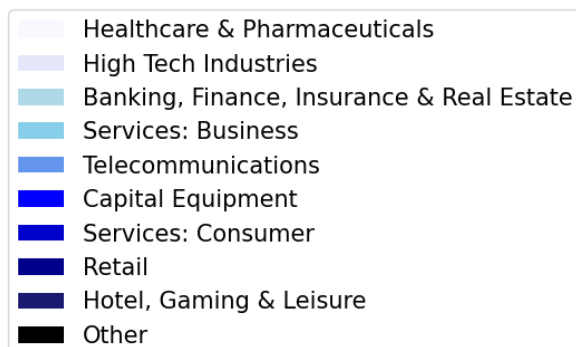 Healthcare & Pharmaceuticals
High Tech Industries
Banking, Finance, Insurance & Real Estate
Services: Business
Telecommunications
Capital Equipment
Services: Consumer
Retail
Hotel, Gaming & Leisure
Other